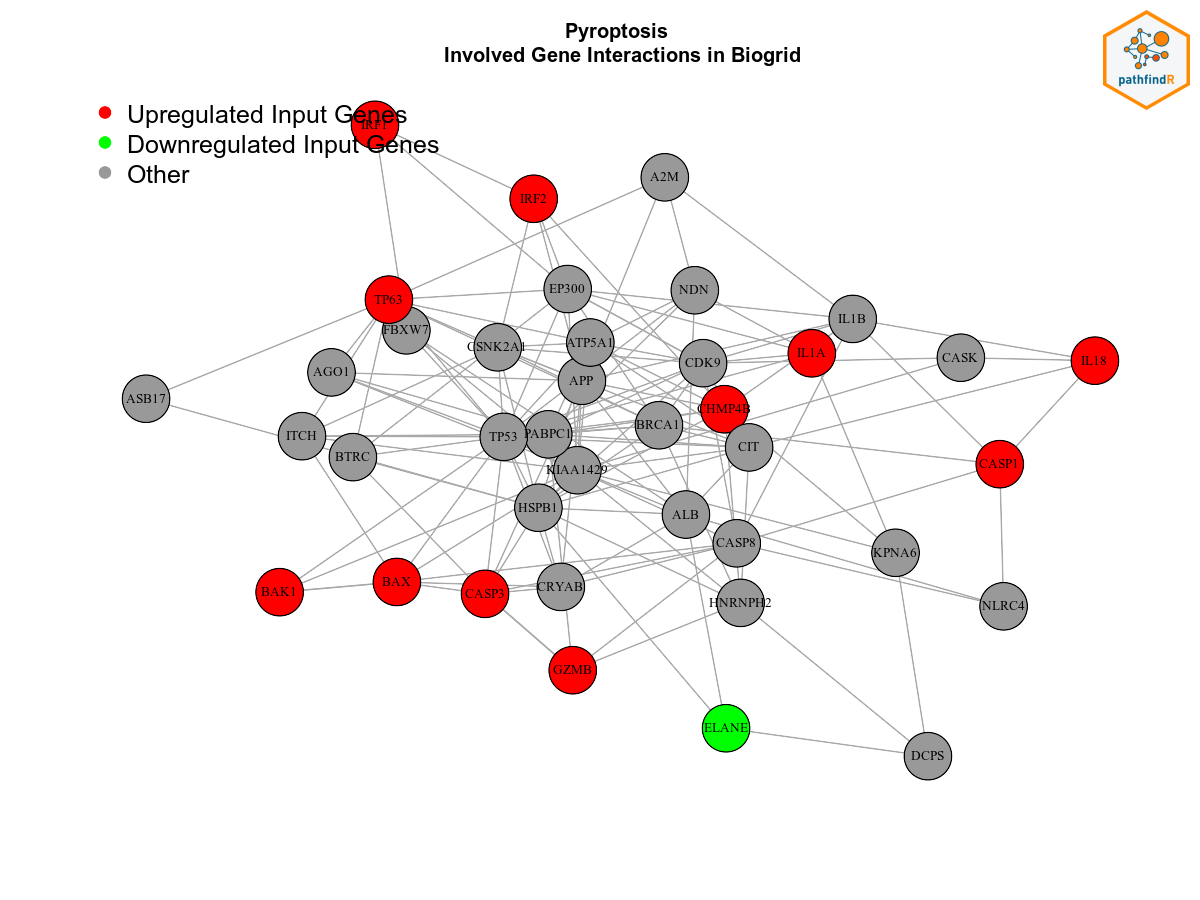 Pyroptosis
Involved Gene Interactions in Biogrid
pathfindR
Upregulated Input Genes
Downregulated Input Genes
Other
IRF1
A2M
IRF2
EP300
NDN
TP63
IL1B
FBXW7
CSNK2A1
ATP5A1
IL1A
CASK
IL18
CDK9
AGO1
APP
ASB17
CHMP4B
BRCA1
ITCH
TP53
PABPC1
CIT
BTRC
KIAA1429
CASP1
HSPB1
ALB
CASP8
KPNA6
BAK1
BAX
CASP3
CRYAB
HNRNPH2
NLRC4
GZMB
ELANE
DCPS